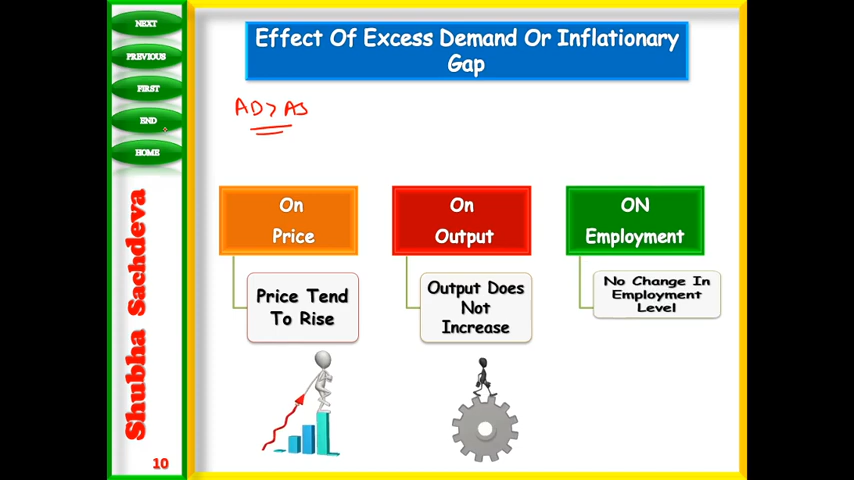 NEXT
PREVIOUS
FIRST
END
HOME
Shubha Sachdeva
10
Effect Of Excess Demand Or Inflationary
Gap
AD > AS
On
Price
On
Output
ON
Employment
Price Tend
To Rise
Output Does
Not
Increase
No Change In
Employment
Level